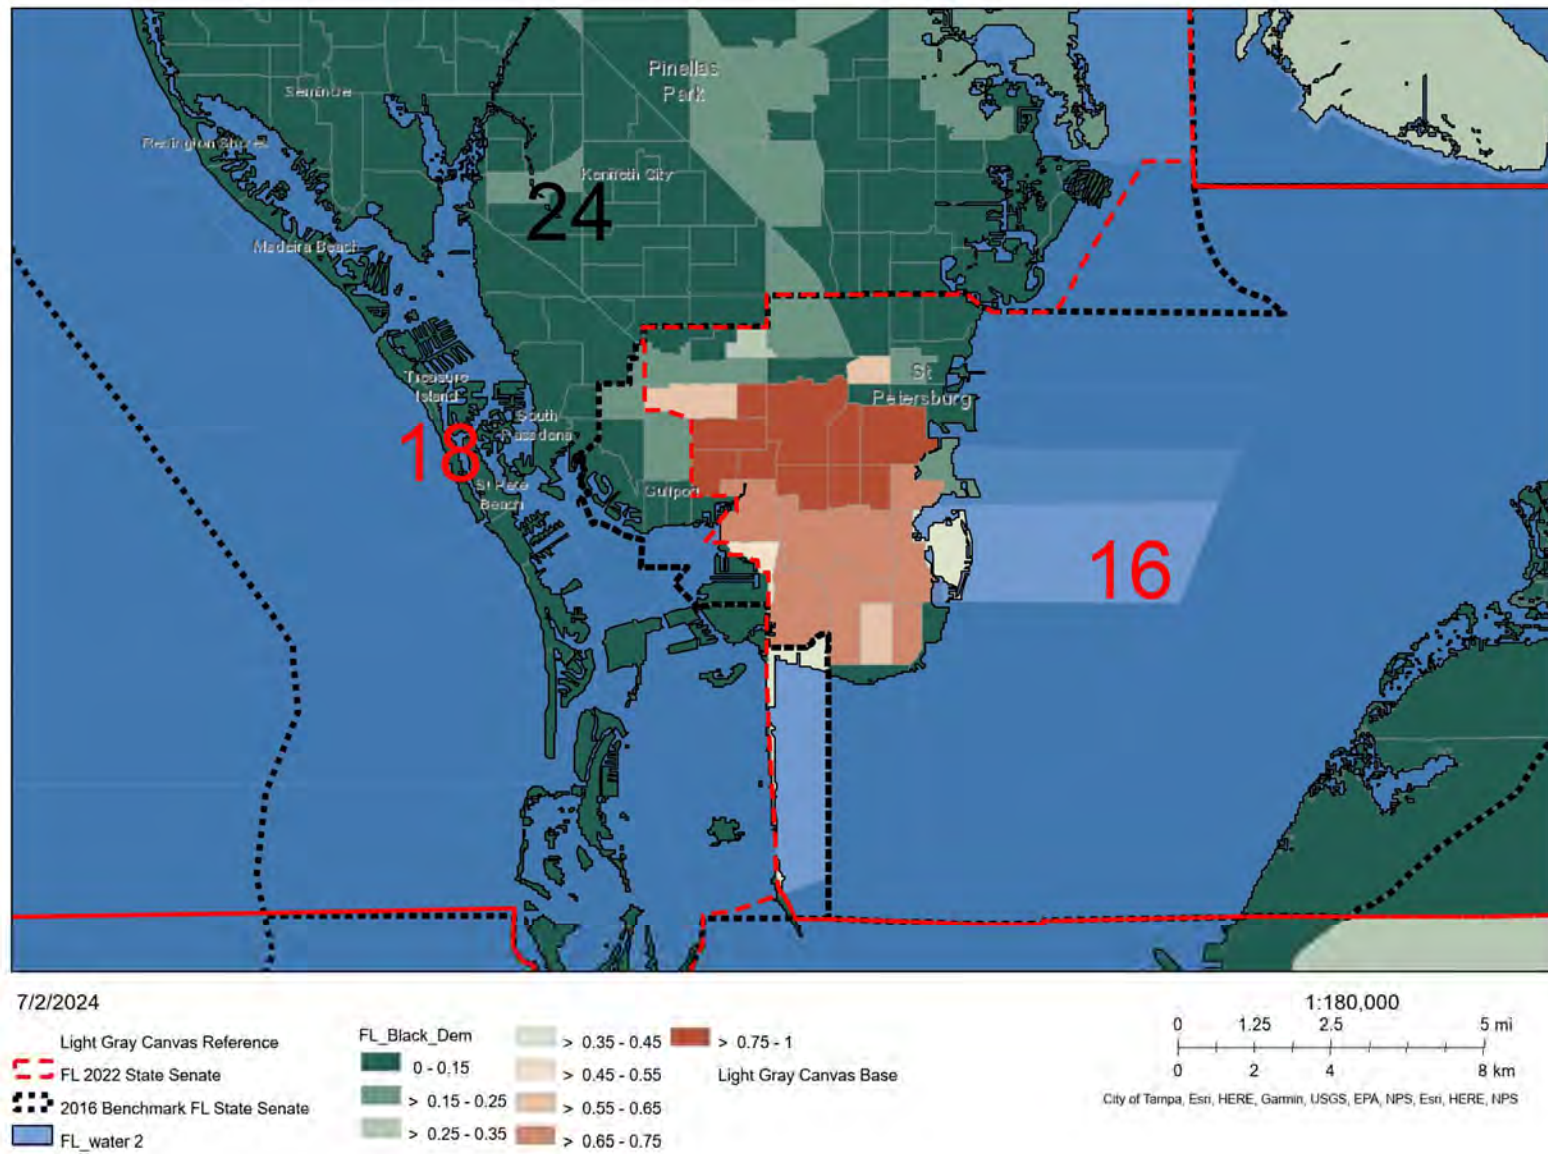 Pinellas
Park
Seminole
Redington Shores
Kenneth City
24
Madeira Beach
Treasure
Island
St
Petersburg
South
Pasadena
18
St Pete
Beach
Gulfport
16
7/2/2024
Light Gray Canvas Reference
FL 2022 State Senate
2016 Benchmark FL State Senate
FL_water 2
FL_Black_Dem
0 - 0.15
> 0.15 - 0.25
> 0.25 - 0.35
> 0.35 - 0.45
> 0.45 - 0.55
> 0.55 - 0.65
> 0.65 - 0.75
> 0.75 - 1
Light Gray Canvas Base
1:180,000
0 1.25 2.5 5 mi
0 2 4 8 km
City of Tampa, Esri, HERE, Garmin, USGS, EPA, NPS, Esri, HERE, NPS